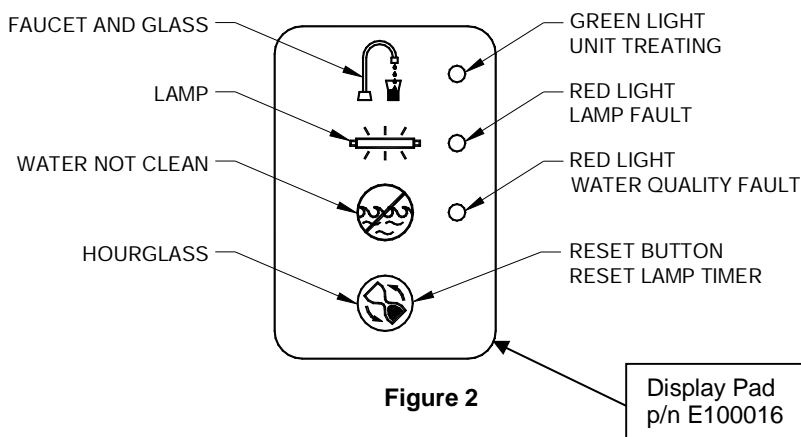 FAUCET AND GLASS
GREEN LIGHT
UNIT TREATING
LAMP
RED LIGHT
LAMP FAULT
WATER NOT CLEAN
RED LIGHT
WATER QUALITY FAULT
HOURGLASS
RESET BUTTON
RESET LAMP TIMER
Figure 2
Display Pad
p/n E100016